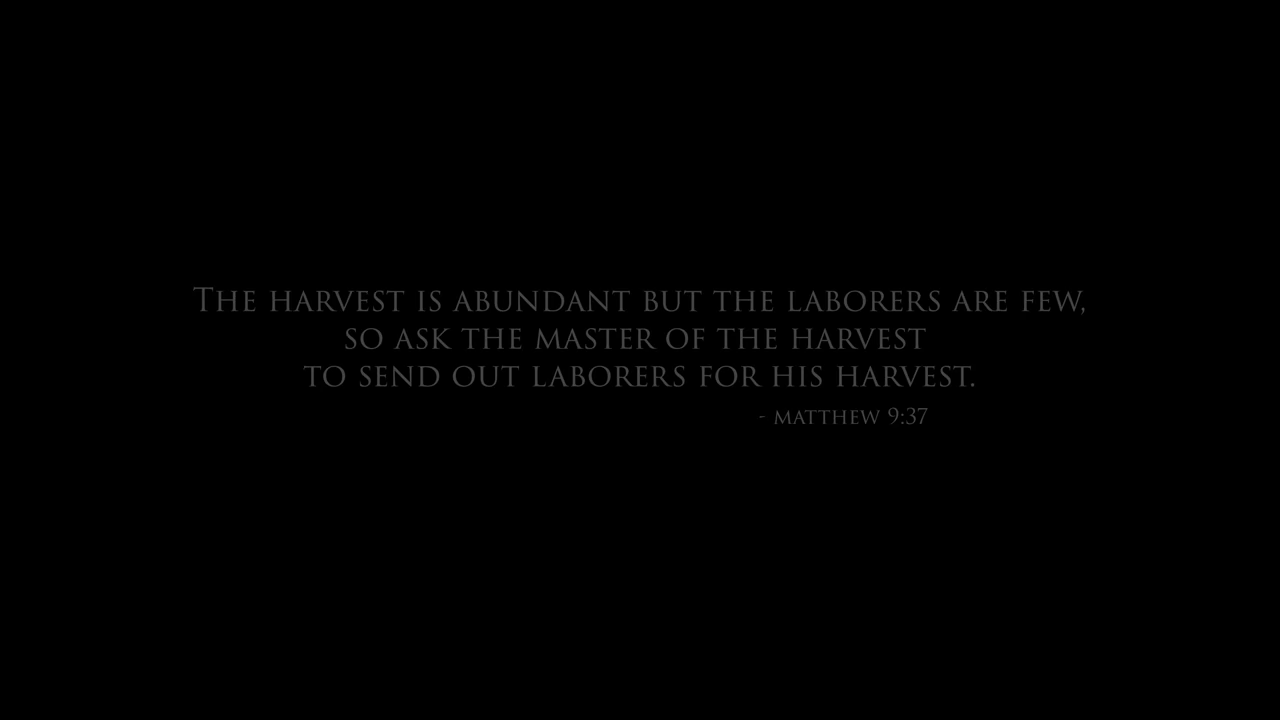 The harvest is abundant but the laborers are few,
so ask the master of the harvest
to send out laborers for his harvest.
- matthew 9:37